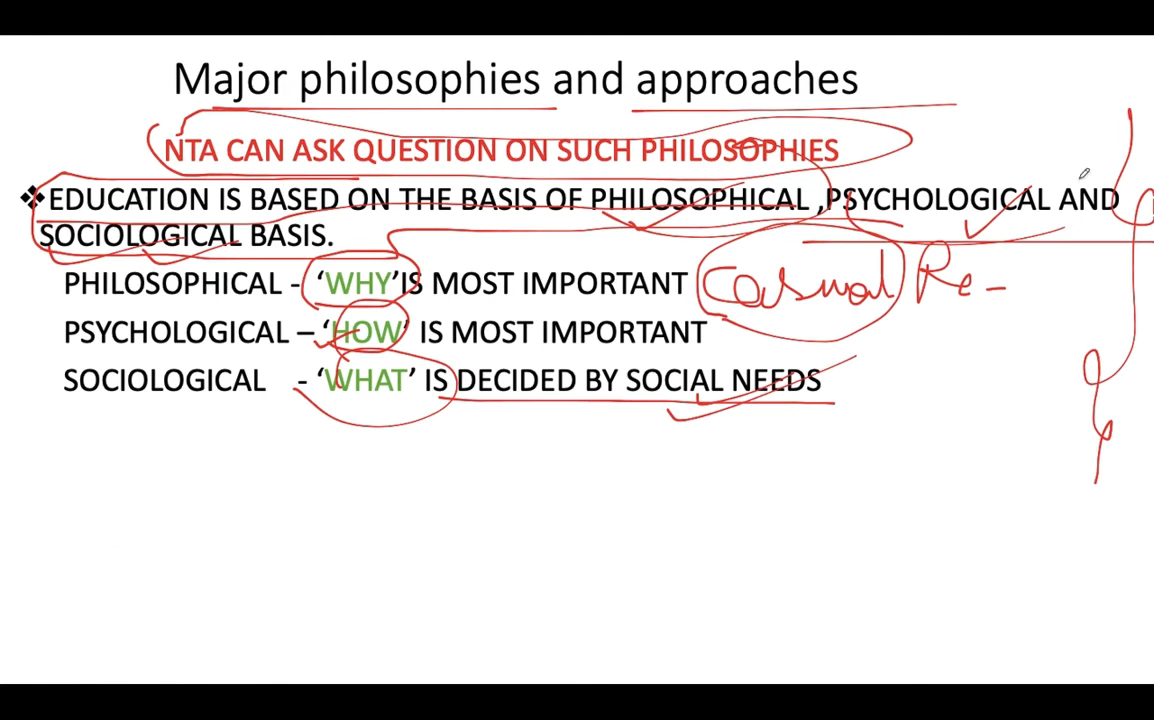 Major philosophies and approaches
NTA CAN ASK QUESTION ON SUCH PHILOSOPHIES
❖EDUCATION IS BASED ON THE BASIS OF PHILOSOPHICAL ,PSYCHOLOGICAL AND
SOCIOLOGICAL BASIS.
PHILOSOPHICAL - 'WHY'IS MOST IMPORTANT Casual Re-
PSYCHOLOGICAL – 'HOW' IS MOST IMPORTANT
SOCIOLOGICAL - 'WHAT' IS DECIDED BY SOCIAL NEEDS